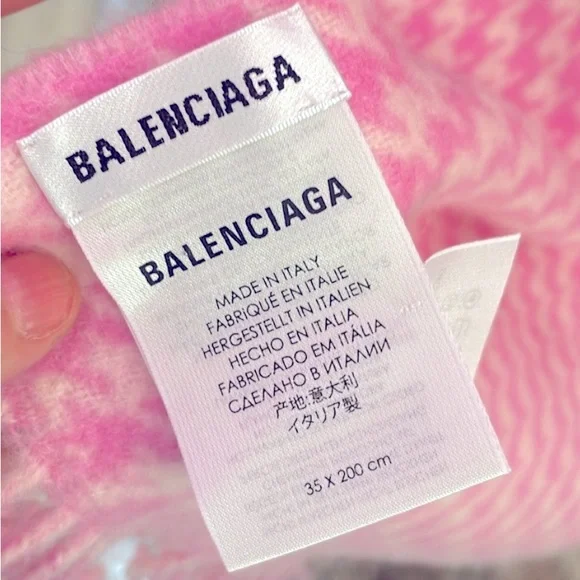 BALENCIAGA
BALENCIAGA
MADE IN ITALY
FABRIQUÉ EN ITALIE
HERGESTELLT IN ITALIEN
HECHO EN ITALIA
FABRICADO EM ITÁLIA
СДЕЛАНО В ИТАЛИИ
产地:意大利
イタリア製
35 X 200 cm